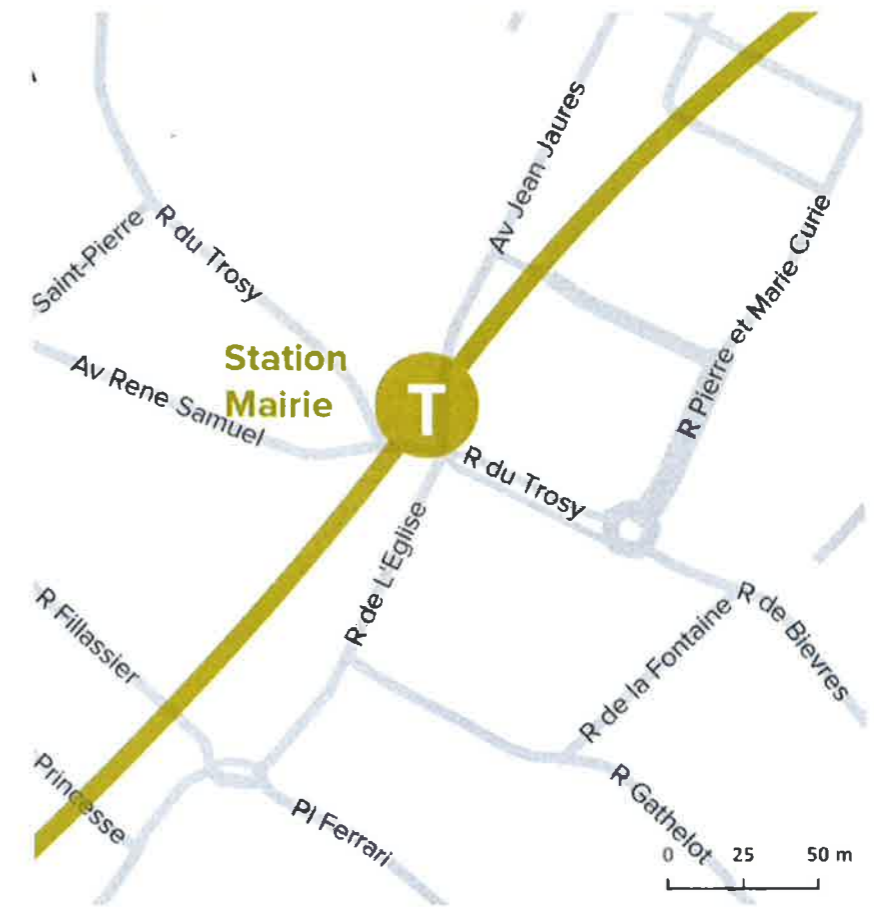 Av Jean Jaures
R du Trosy
Saint-Pierre
R Pierre et Marie Curie
Station
Mairie
T
Av Rene Samuel
R du Trosy
R de L'Eglise
R Fillassier
R de la Fontaine
R de Bievres
Princesse
Pl Ferrari
R Gathelot
0 25 50 m